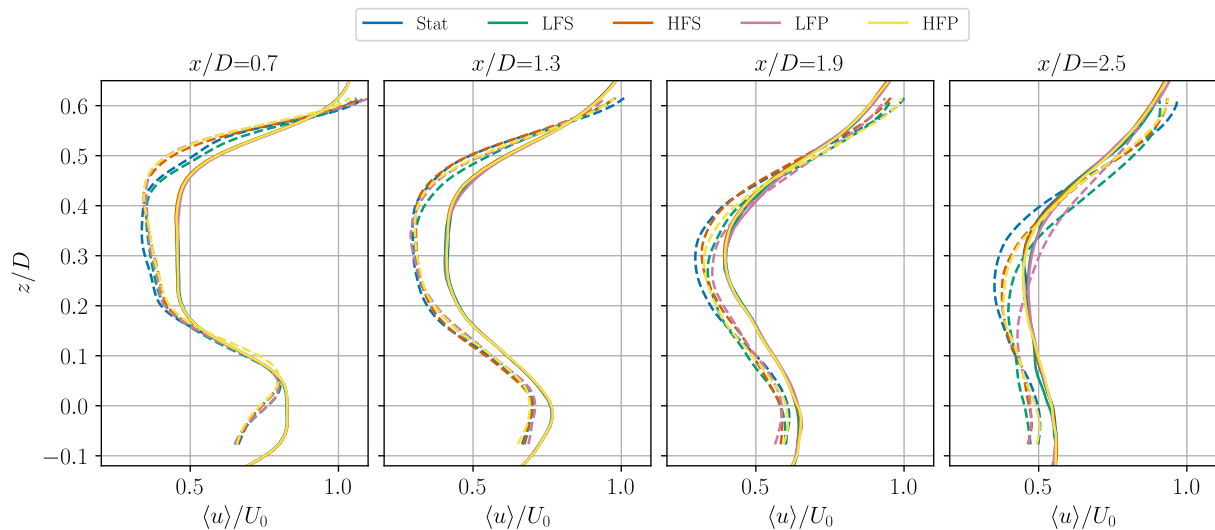 Stat LFS HFS LFP HFP
x/D=0.7 x/D=1.3 x/D=1.9 x/D=2.5
0.6
0.5
0.4
0.3
0.2
0.1
0.0
−0.1
z/D
0.5 1.0 0.5 1.0 0.5 1.0 0.5 1.0
⟨u⟩/U₀ ⟨u⟩/U₀ ⟨u⟩/U₀ ⟨u⟩/U₀